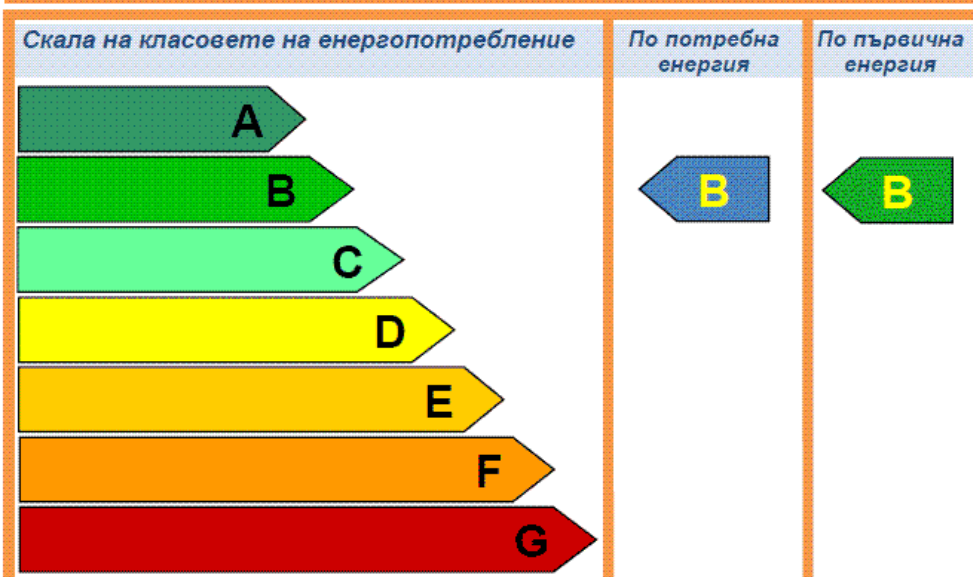 Скала на класовете на енергопотребление
По потребна
енергия
По първична
енергия
A
B
B
B
C
D
E
F
G